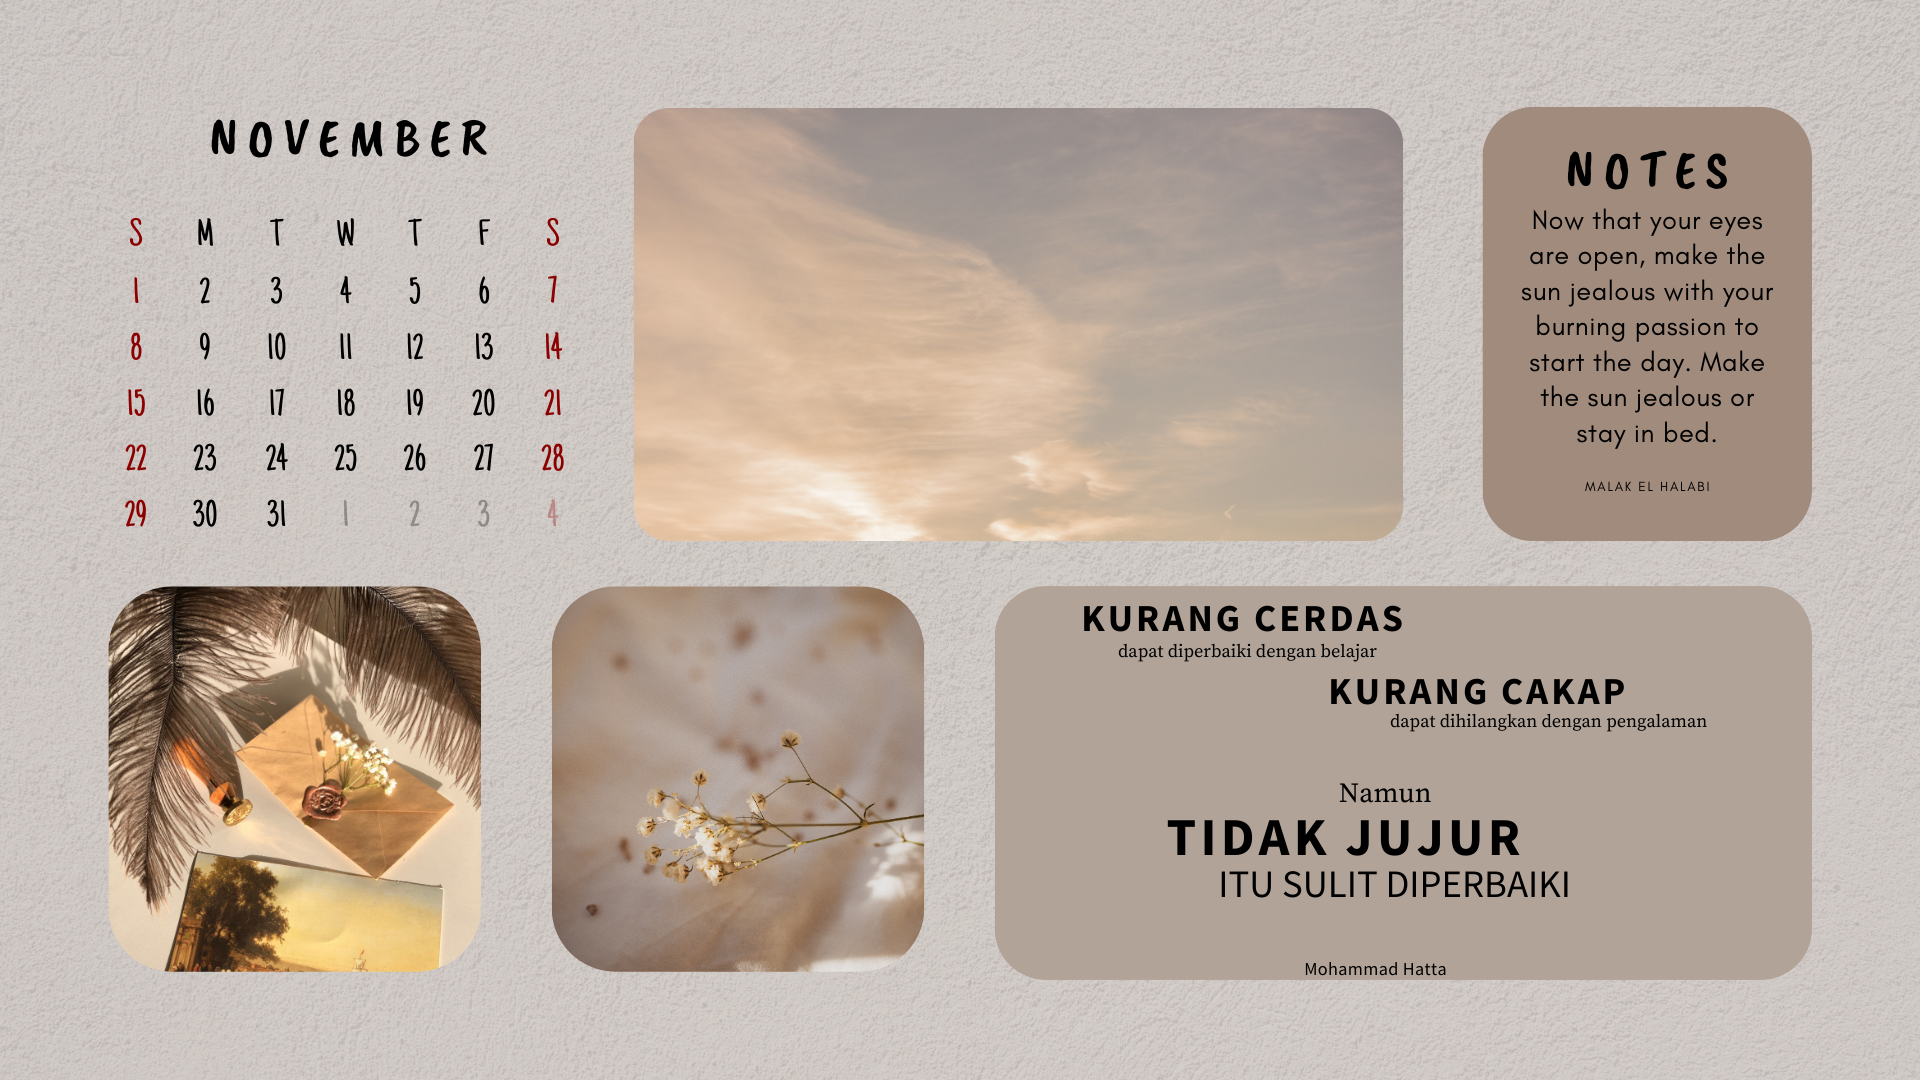 NOVEMBER
S M T W T F S
1 2 3 4 5 6 7
8 9 10 11 12 13 14
15 16 17 18 19 20 21
22 23 24 25 26 27 28
29 30 31 1 2 3 4
NOTES
Now that your eyes
are open, make the
sun jealous with your
burning passion to
start the day. Make
the sun jealous or
stay in bed.
MALAK EL HALABI
KURANG CERDAS
dapat diperbaiki dengan belajar
KURANG CAKAP
dapat dihilangkan dengan pengalaman
Namun
TIDAK JUJUR
ITU SULIT DIPERBAIKI
Mohammad Hatta